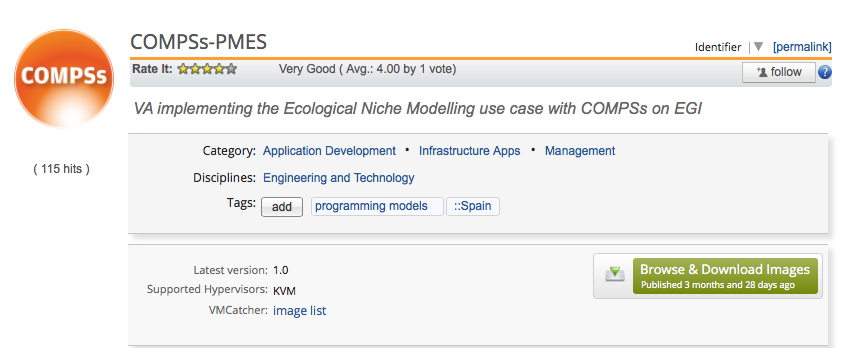 COMPSs
COMPSs-PMES
Identifier [permalink]
Rate It: Very Good ( Avg.: 4.00 by 1 vote)
follow ?
VA implementing the Ecological Niche Modelling use case with COMPSs on EGI
( 115 hits )
Category: Application Development • Infrastructure Apps • Management
Disciplines: Engineering and Technology
Tags: add programming models ::Spain
Latest version: 1.0
Supported Hypervisors: KVM
VMCatcher: image list
Browse & Download Images
Published 3 months and 28 days ago